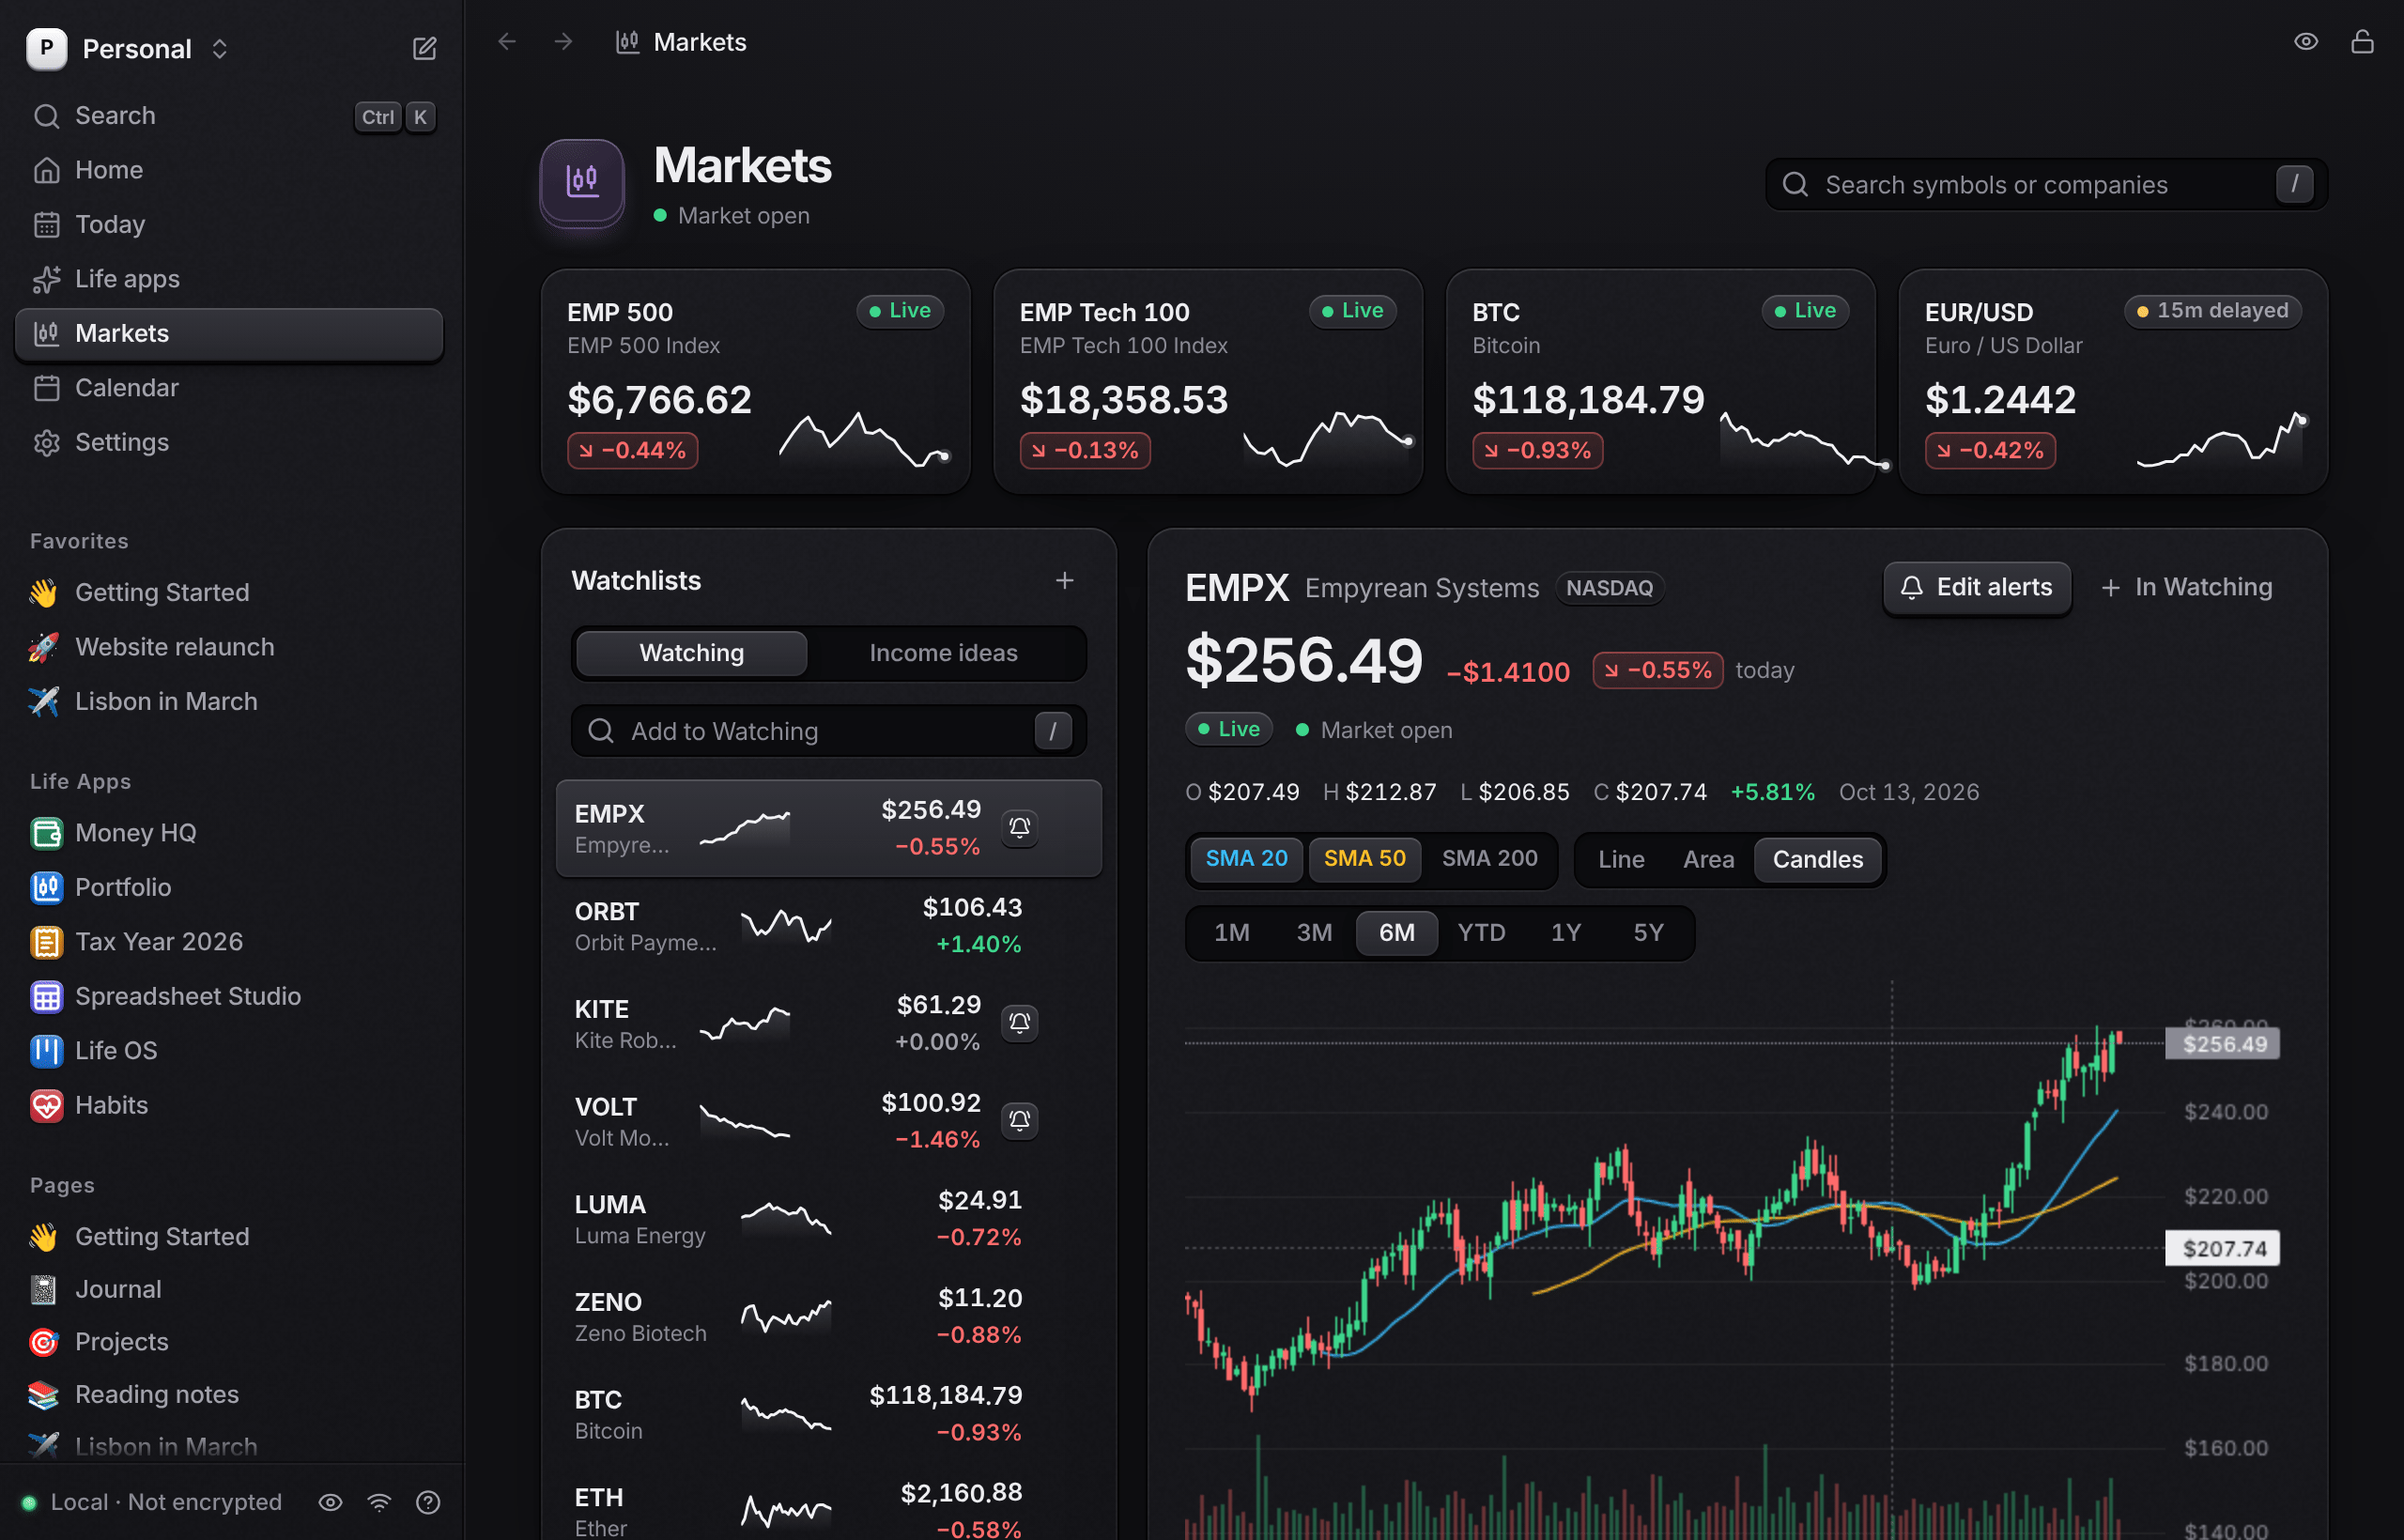 P Personal
Search Ctrl K
Home
Today
Life apps
Markets
Calendar
Settings
Favorites
Getting Started
Website relaunch
Lisbon in March
Life Apps
Money HQ
Portfolio
Tax Year 2026
Spreadsheet Studio
Life OS
Habits
Pages
Getting Started
Journal
Projects
Reading notes
Lisbon in March
Local · Not encrypted
Markets
Markets
Market open
Search symbols or companies /
EMP 500 Live
EMP 500 Index
$6,766.62
−0.44%
EMP Tech 100 Live
EMP Tech 100 Index
$18,358.53
−0.13%
BTC Live
Bitcoin
$118,184.79
−0.93%
EUR/USD 15m delayed
Euro / US Dollar
$1.2442
−0.42%
Watchlists
Watching Income ideas
Add to Watching /
EMPX $256.49
Empyre... −0.55%
ORBT $106.43
Orbit Payme... +1.40%
KITE $61.29
Kite Rob... +0.00%
VOLT $100.92
Volt Mo... −1.46%
LUMA $24.91
Luma Energy −0.72%
ZENO $11.20
Zeno Biotech −0.88%
BTC $118,184.79
Bitcoin −0.93%
ETH $2,160.88
Ether −0.58%
EMPX Empyrean Systems NASDAQ Edit alerts In Watching
$256.49 −$1.4100 −0.55% today
Live Market open
O $207.49 H $212.87 L $206.85 C $207.74 +5.81% Oct 13, 2026
SMA 20 SMA 50 SMA 200 Line Area Candles
1M 3M 6M YTD 1Y 5Y
$260.00
$256.49
$240.00
$220.00
$207.74
$200.00
$180.00
$160.00
$140.00